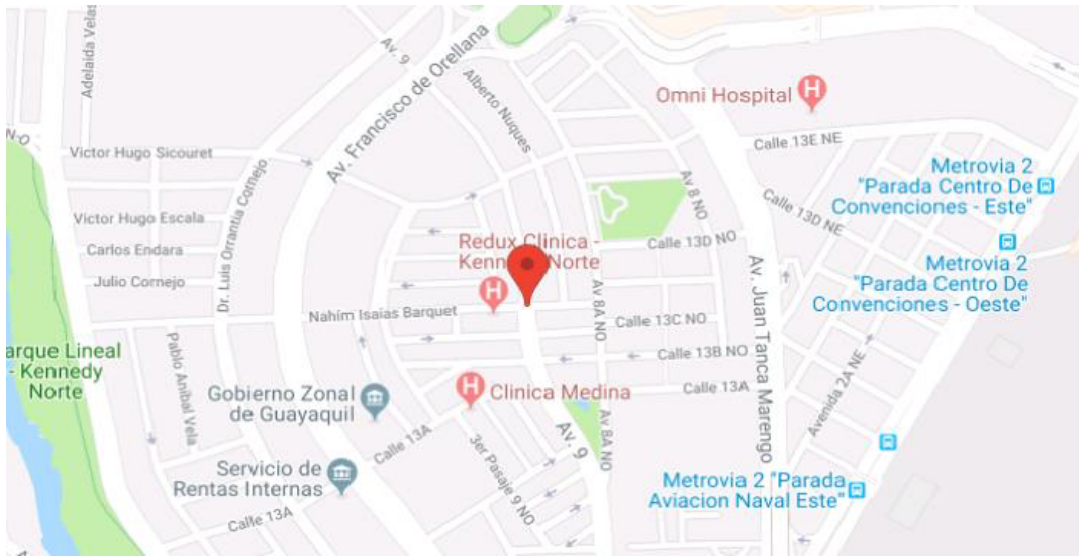 Adelaida Velas
Av. 9
Av. Francisco de Orellana
Alberto Nuques
Omni Hospital
H
N-O
Victor Hugo Sicouret
Calle 13E NE
Metrovia 2
"Parada Centro De
Convenciones - Este"
Av 8 NO
Dr. Luis Orrantia Cornejo
Victor Hugo Escala
Calle 13D NE
Carlos Endara
Redux Clinica -
Kenn Norte
Calle 13D NO
Julio Cornejo
Metrovia 2
"Parada Centro De
Convenciones - Oeste"
H
Nahim Isaias Barquet
Av 8A NO
Calle 13C NO
Av. Juan Tanca Marengo
arque Lineal
- Kennedy
Norte
Pablo Anibal Vela
Calle 13B NO
Gobierno Zonal
de Guayaquil
H
Clinica Medina
Calle 13A
Avenida 2A NE
Calle 13A
3er Pasaje 9 NO
Av. 9
Av 8A NO
Servicio de
Rentas Internas
Metrovia 2 "Parada
Aviacion Naval Este"
Calle 13A